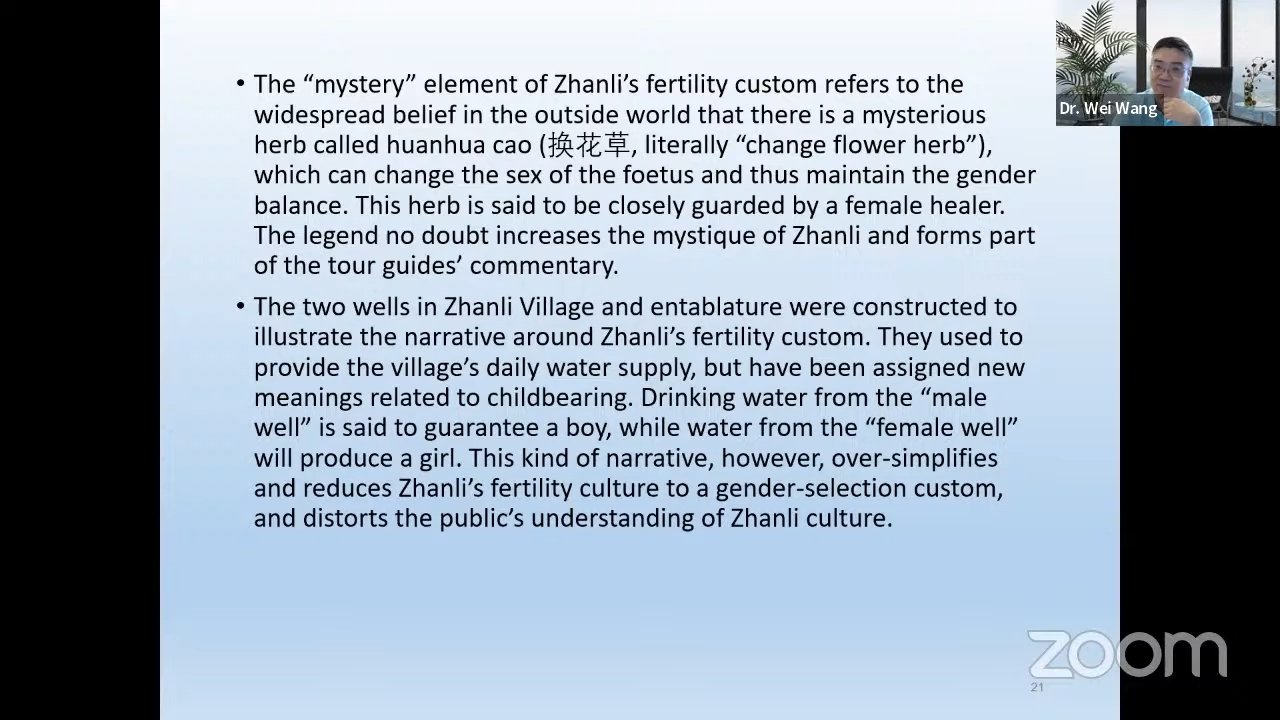 • The “mystery” element of Zhanli’s fertility custom refers to the
widespread belief in the outside world that there is a mysterious
herb called huanhua cao (换花草, literally “change flower herb”),
which can change the sex of the foetus and thus maintain the gender
balance. This herb is said to be closely guarded by a female healer.
The legend no doubt increases the mystique of Zhanli and forms part
of the tour guides’ commentary.
• The two wells in Zhanli Village and entablature were constructed to
illustrate the narrative around Zhanli’s fertility custom. They used to
provide the village’s daily water supply, but have been assigned new
meanings related to childbearing. Drinking water from the “male
well” is said to guarantee a boy, while water from the “female well”
will produce a girl. This kind of narrative, however, over-simplifies
and reduces Zhanli’s fertility culture to a gender-selection custom,
and distorts the public’s understanding of Zhanli culture.
Dr. Wei Wang
zoom
21